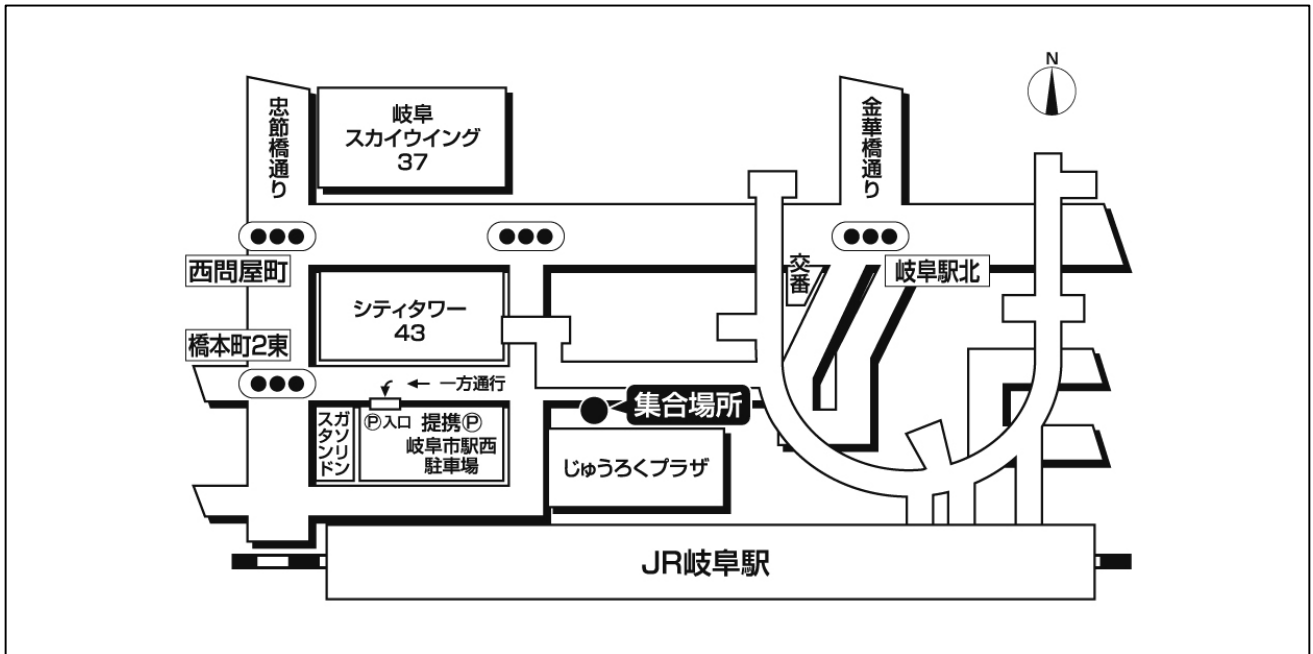 N
忠節橋通り
岐阜
スカイウイング
37
金華橋通り
西問屋町
交番
岐阜駅北
シティタワー
43
橋本町2東
一方通行
集合場所
ガソリン
スタンド
Ⓟ入口
提携Ⓟ
岐阜市駅西
駐車場
じゅうろくプラザ
JR岐阜駅